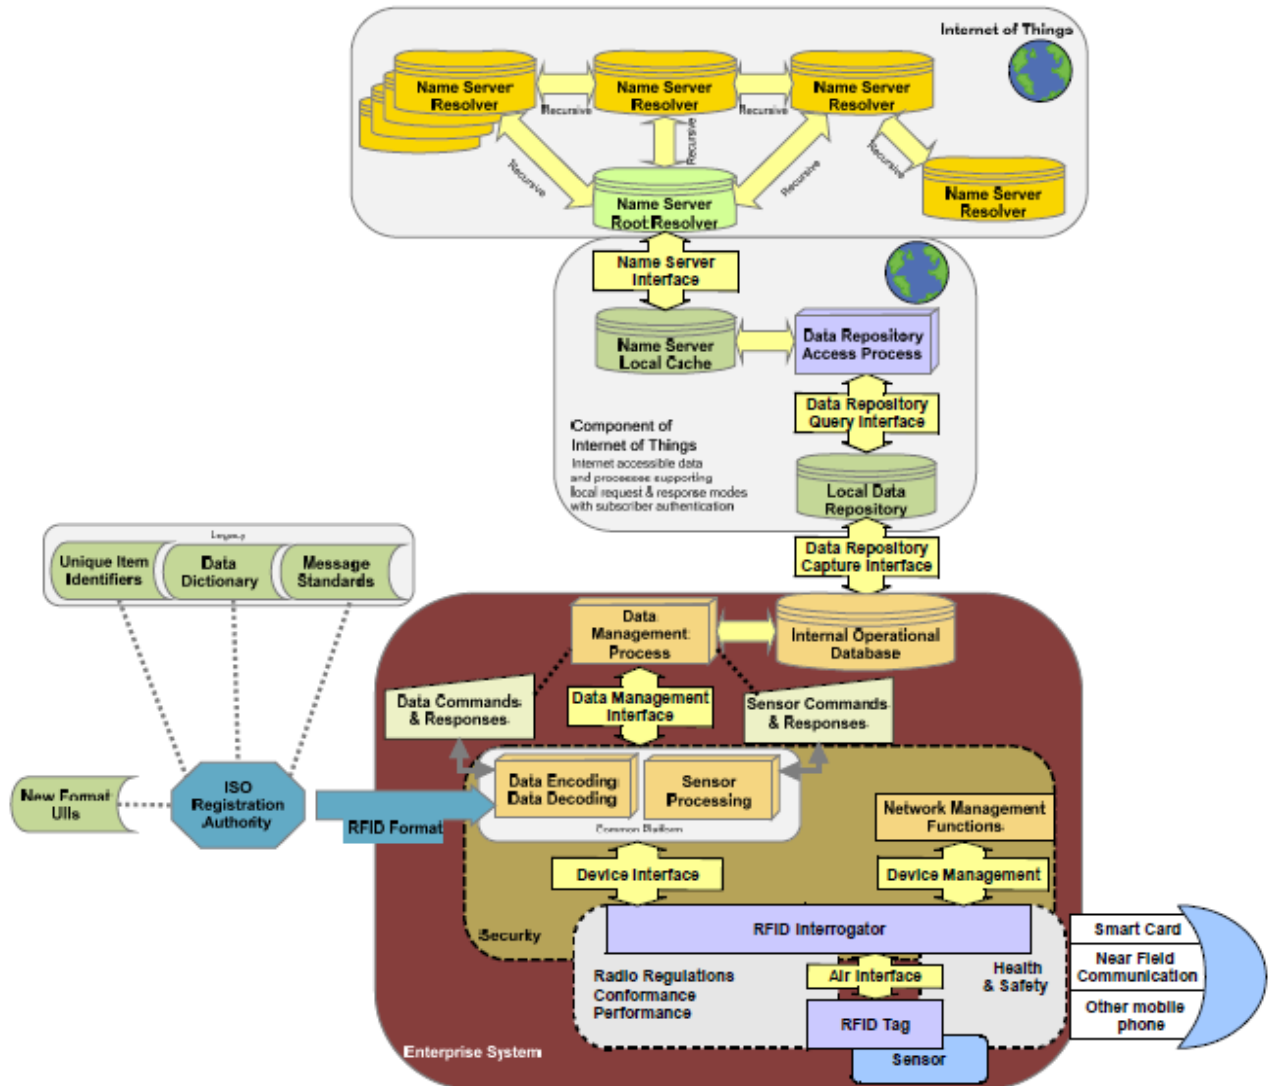 Internet of Things
Name Server
Resolver
Name Server
Resolver
Name Server
Resolver
Recursive
Recursive
Recursive
Recursive
Recursive
Recursive
Name Server
Resolver
Name Server
Root Resolver
Name Server
Interface
Name Server
Local Cache
Data Repository
Access Process
Data Repository
Query Interface
Component of
Internet of Things
Internet accessible data
and processes supporting
local request & response modes
with subscriber authentication
Local Data
Repository
Data Repository
Capture Interface
Legacy
Unique Item
Identifiers
Data
Dictionary
Message
Standards
Data
Management
Process
Internal Operational
Database
Data Commands
& Responses
Data Management
Interface
Sensor Commands
& Responses
New Format
UIIs
ISO
Registration
Authority
RFID Format
Data Encoding
Data Decoding
Sensor
Processing
Common Platform
Network Management
Functions
Device Interface
Device Management
Security
RFID Interrogator
Radio Regulations
Conformance
Performance
Air Interface
Health
& Safety
RFID Tag
Sensor
Enterprise System
Smart Card
Near Field
Communication
Other mobile
phone